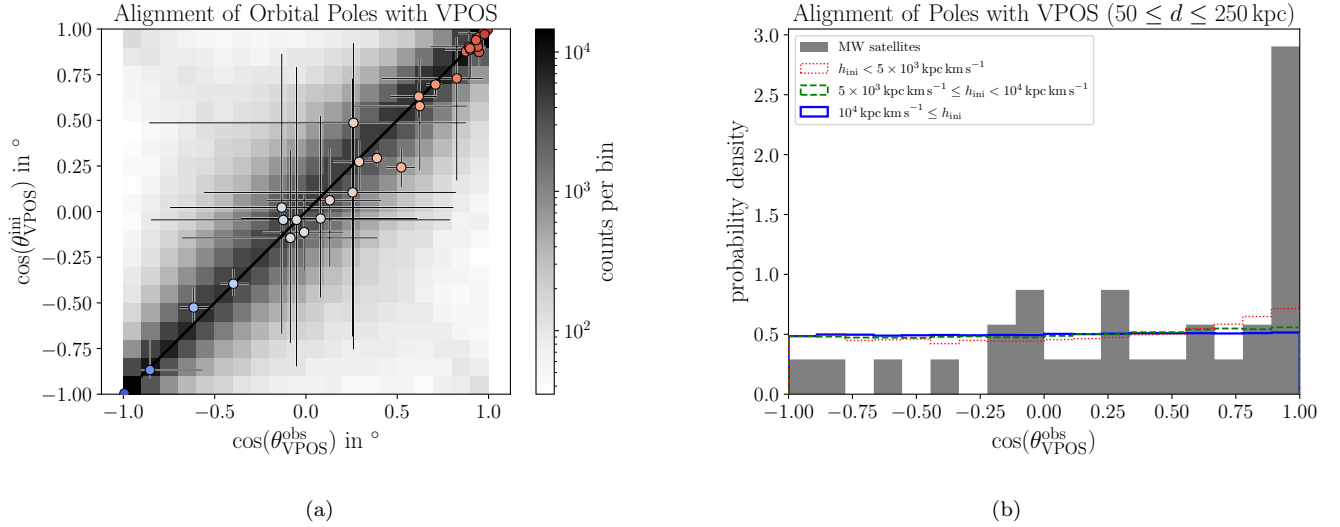 Alignment of Orbital Poles with VPOS
1.00
0.75
0.50
0.25
0.00
−0.25
−0.50
−0.75
−1.00
cos(θ^ini_VPOS) in °
−1.0
−0.5
0.0
0.5
1.0
cos(θ^obs_VPOS) in °
10^4
10^3
10^2
counts per bin
(a)
Alignment of Poles with VPOS (50 ≤ d ≤ 250 kpc)
3.0
2.5
2.0
1.5
1.0
0.5
0.0
probability density
MW satellites
h_ini < 5 × 10^3 kpc km s^−1
5 × 10^3 kpc km s^−1 ≤ h_ini < 10^4 kpc km s^−1
10^4 kpc km s^−1 ≤ h_ini
−1.00
−0.75
−0.50
−0.25
0.00
0.25
0.50
0.75
1.00
cos(θ^obs_VPOS)
(b)